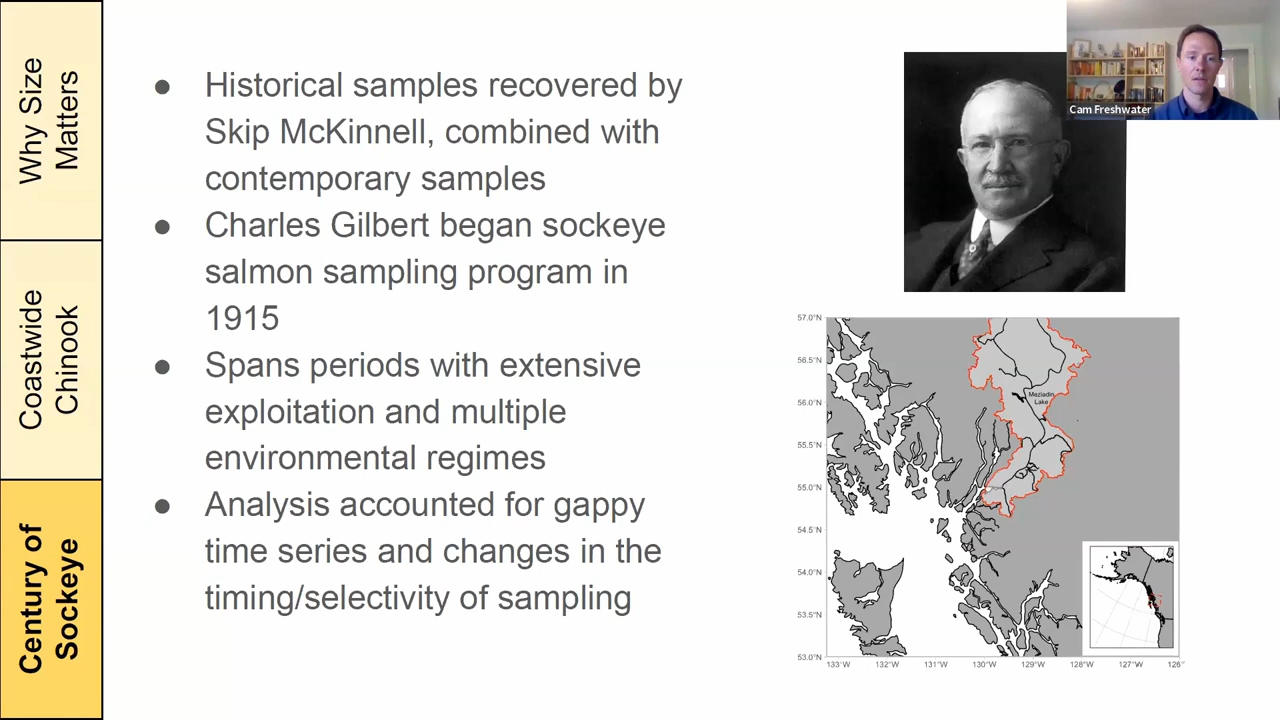 Why Size
Matters
Coastwide
Chinook
Century of
Sockeye
● Historical samples recovered by
Skip McKinnell, combined with
contemporary samples
● Charles Gilbert began sockeye
salmon sampling program in
1915
● Spans periods with extensive
exploitation and multiple
environmental regimes
● Analysis accounted for gappy
time series and changes in the
timing/selectivity of sampling
Cam Freshwater
57.0°N
56.5°N
56.0°N
55.5°N
55.0°N
54.5°N
54.0°N
53.5°N
53.0°N
Meziadin
Lake
133°W 132°W 131°W 130°W 129°W 128°W 127°W 126°